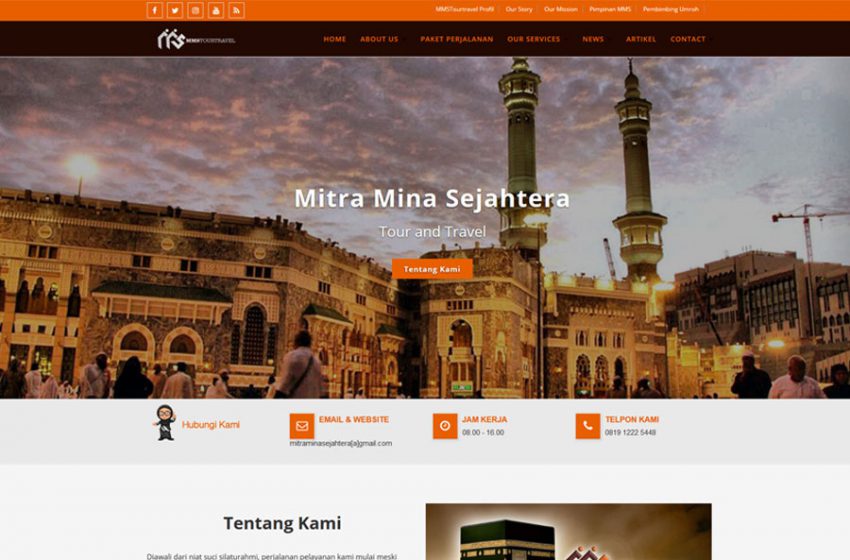 MMSTourtravel Profil
Our Story
Our Mission
Pimpinan MMS
Pembimbing Umroh
MMSTOURTRAVEL
HOME
ABOUT US
PAKET PERJALANAN
OUR SERVICES
NEWS
ARTIKEL
CONTACT
Mitra Mina Sejahtera
Tour and Travel
Tentang Kami
Hubungi Kami
EMAIL & WEBSITE
mitraminasejahtera[a]gmail.com
JAM KERJA
08.00 - 16.00
TELPON KAMI
0819 1222 5448
Tentang Kami
Diawali dari niat suci silaturahmi, perjalanan pelayanan kami mulai meski